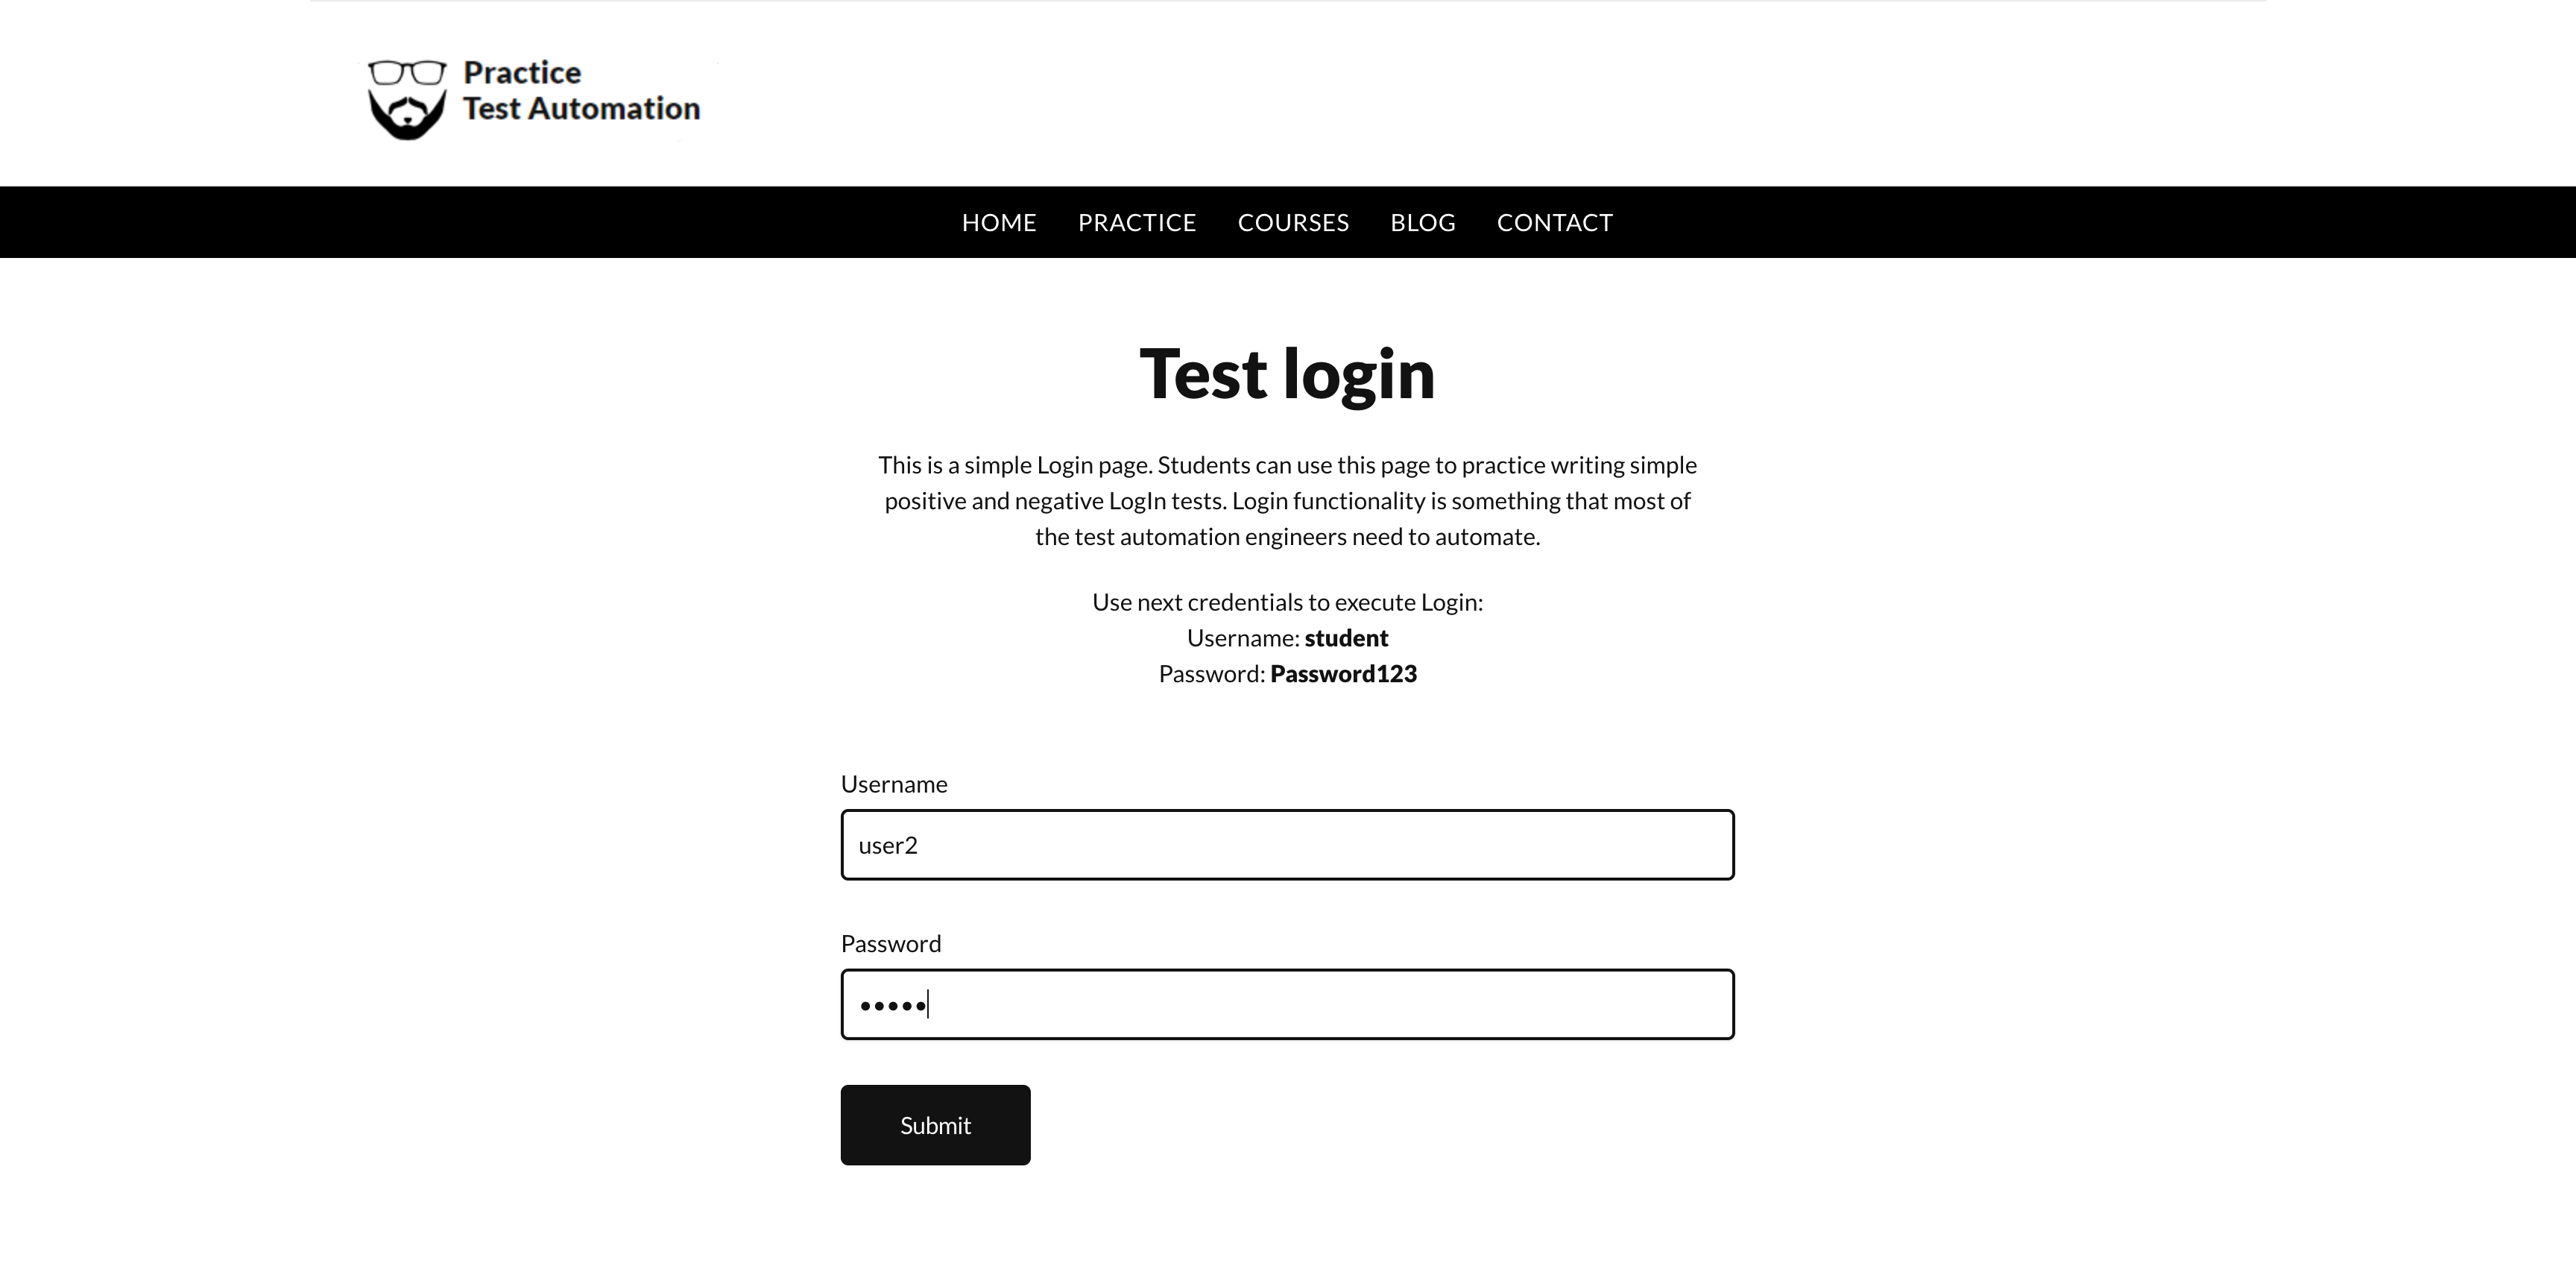 Practice
Test Automation
HOME PRACTICE COURSES BLOG CONTACT
Test login
This is a simple Login page. Students can use this page to practice writing simple
positive and negative LogIn tests. Login functionality is something that most of
the test automation engineers need to automate.
Use next credentials to execute Login:
Username: student
Password: Password123
Username
user2
Password
•••••
Submit